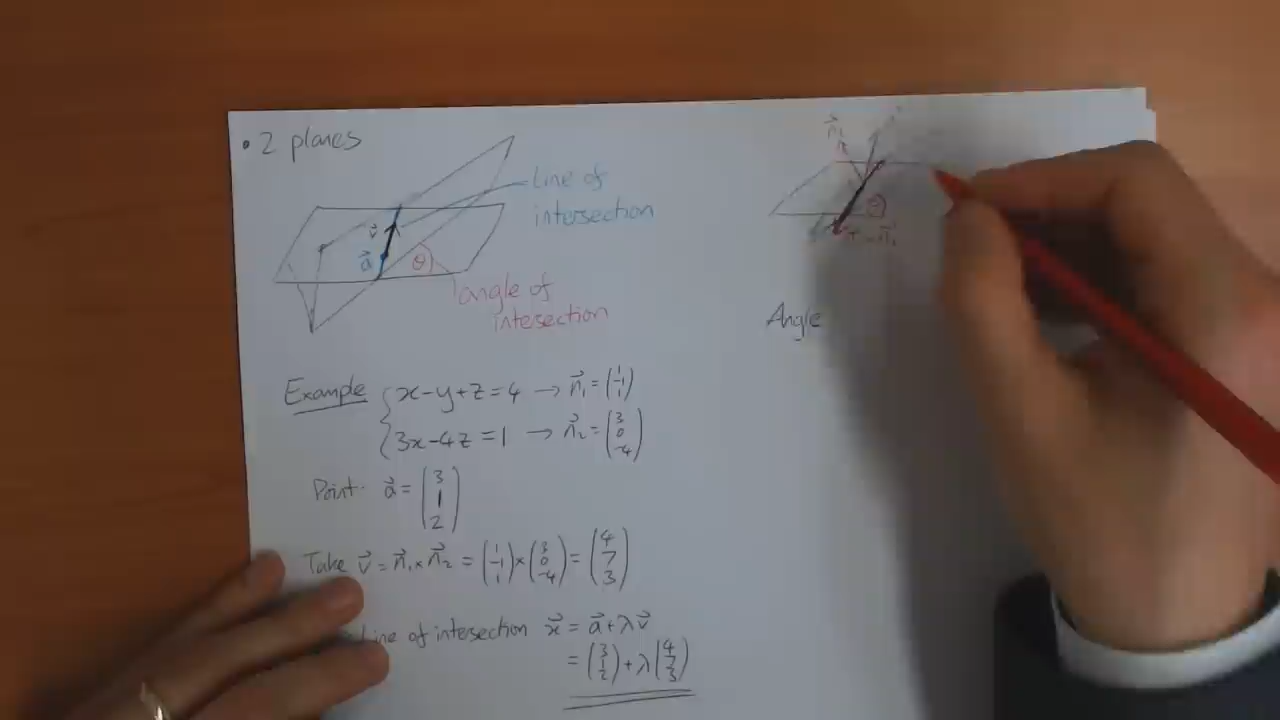 • 2 planes
Line of
intersection
v⃗
a⃗
θ
angle of
intersection
Example { x-y+z=4 → n⃗₁ = (1 -1 1)
3x-4z=1 → n⃗₂ = (3 0 -4)
Point: a⃗ = (3 1 2)
Take v⃗ = n⃗₁ × n⃗₂ = (1 -1 1) × (3 0 -4) = (4 7 3)
Line of intersection x⃗ = a⃗ + λv⃗
= (3 1 2) + λ(4 7 3)
n⃗₁
θ
Angle